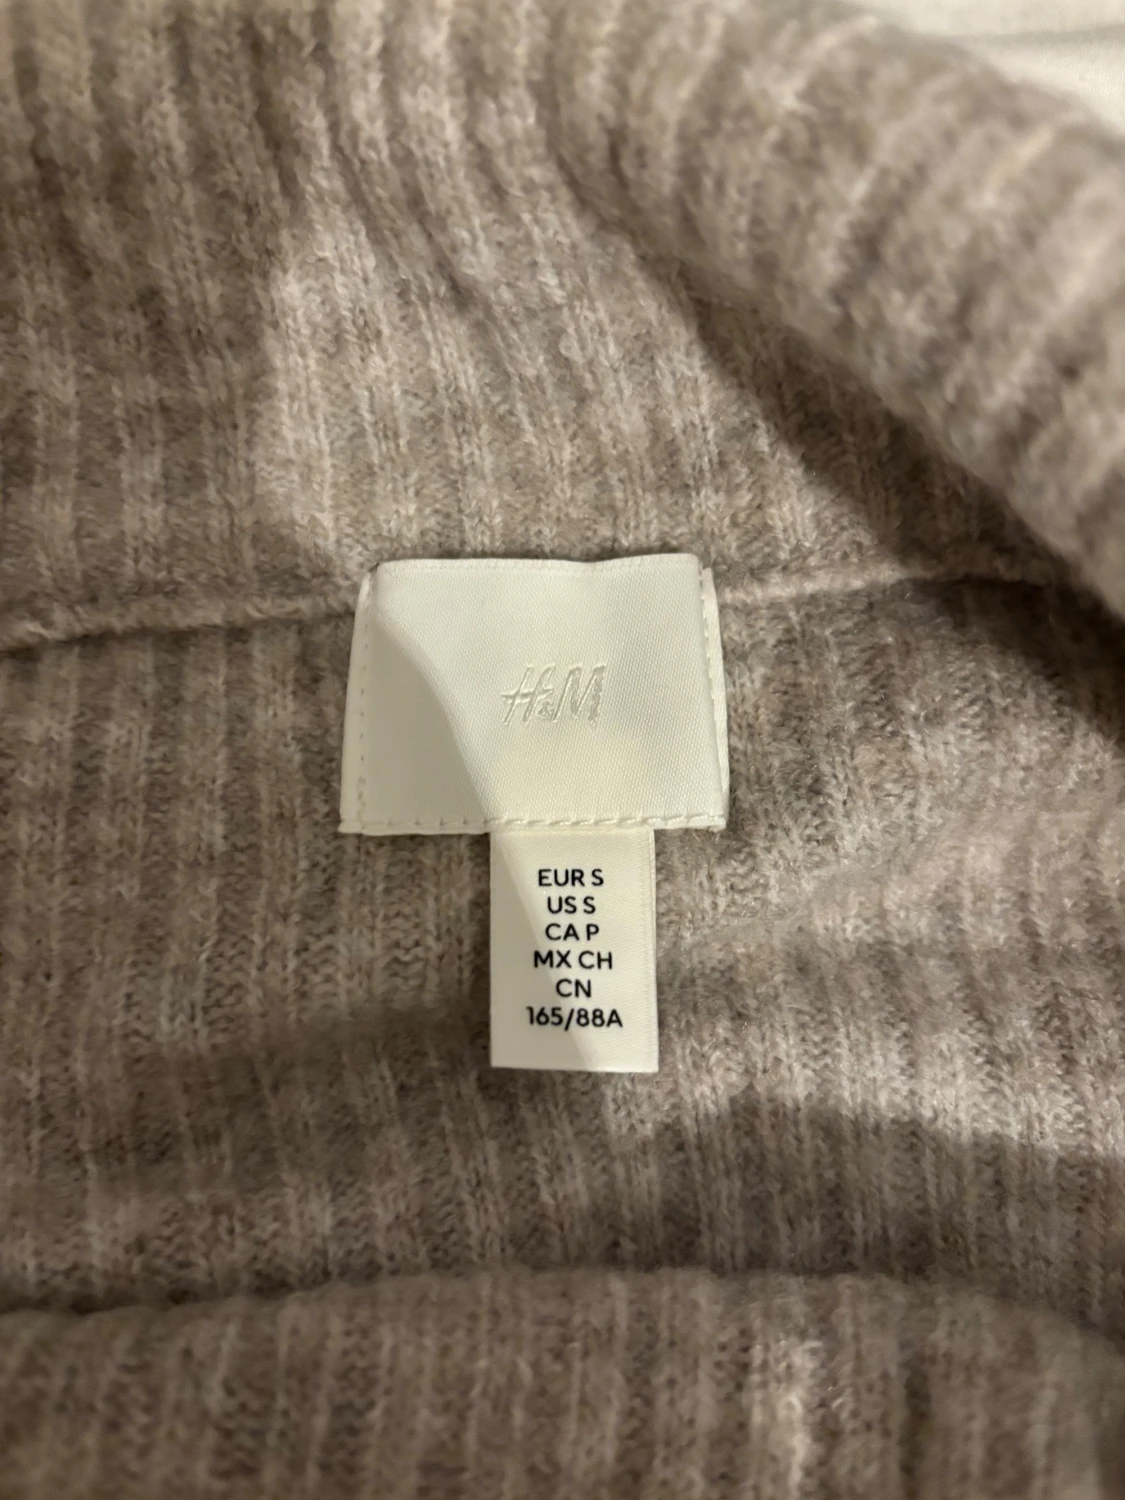 H&M
EUR S
US S
CA P
MX CH
CN
165/88A